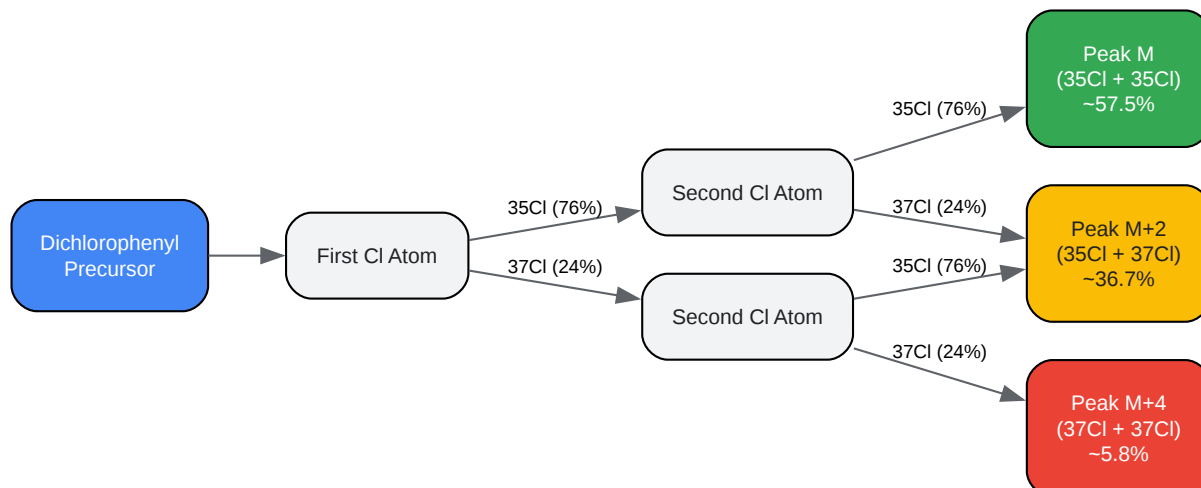 Dichlorophenyl
Precursor
First Cl Atom
35Cl (76%)
37Cl (24%)
Second Cl Atom
Second Cl Atom
35Cl (76%)
37Cl (24%)
35Cl (76%)
37Cl (24%)
Peak M
(35Cl + 35Cl)
~57.5%
Peak M+2
(35Cl + 37Cl)
~36.7%
Peak M+4
(37Cl + 37Cl)
~5.8%